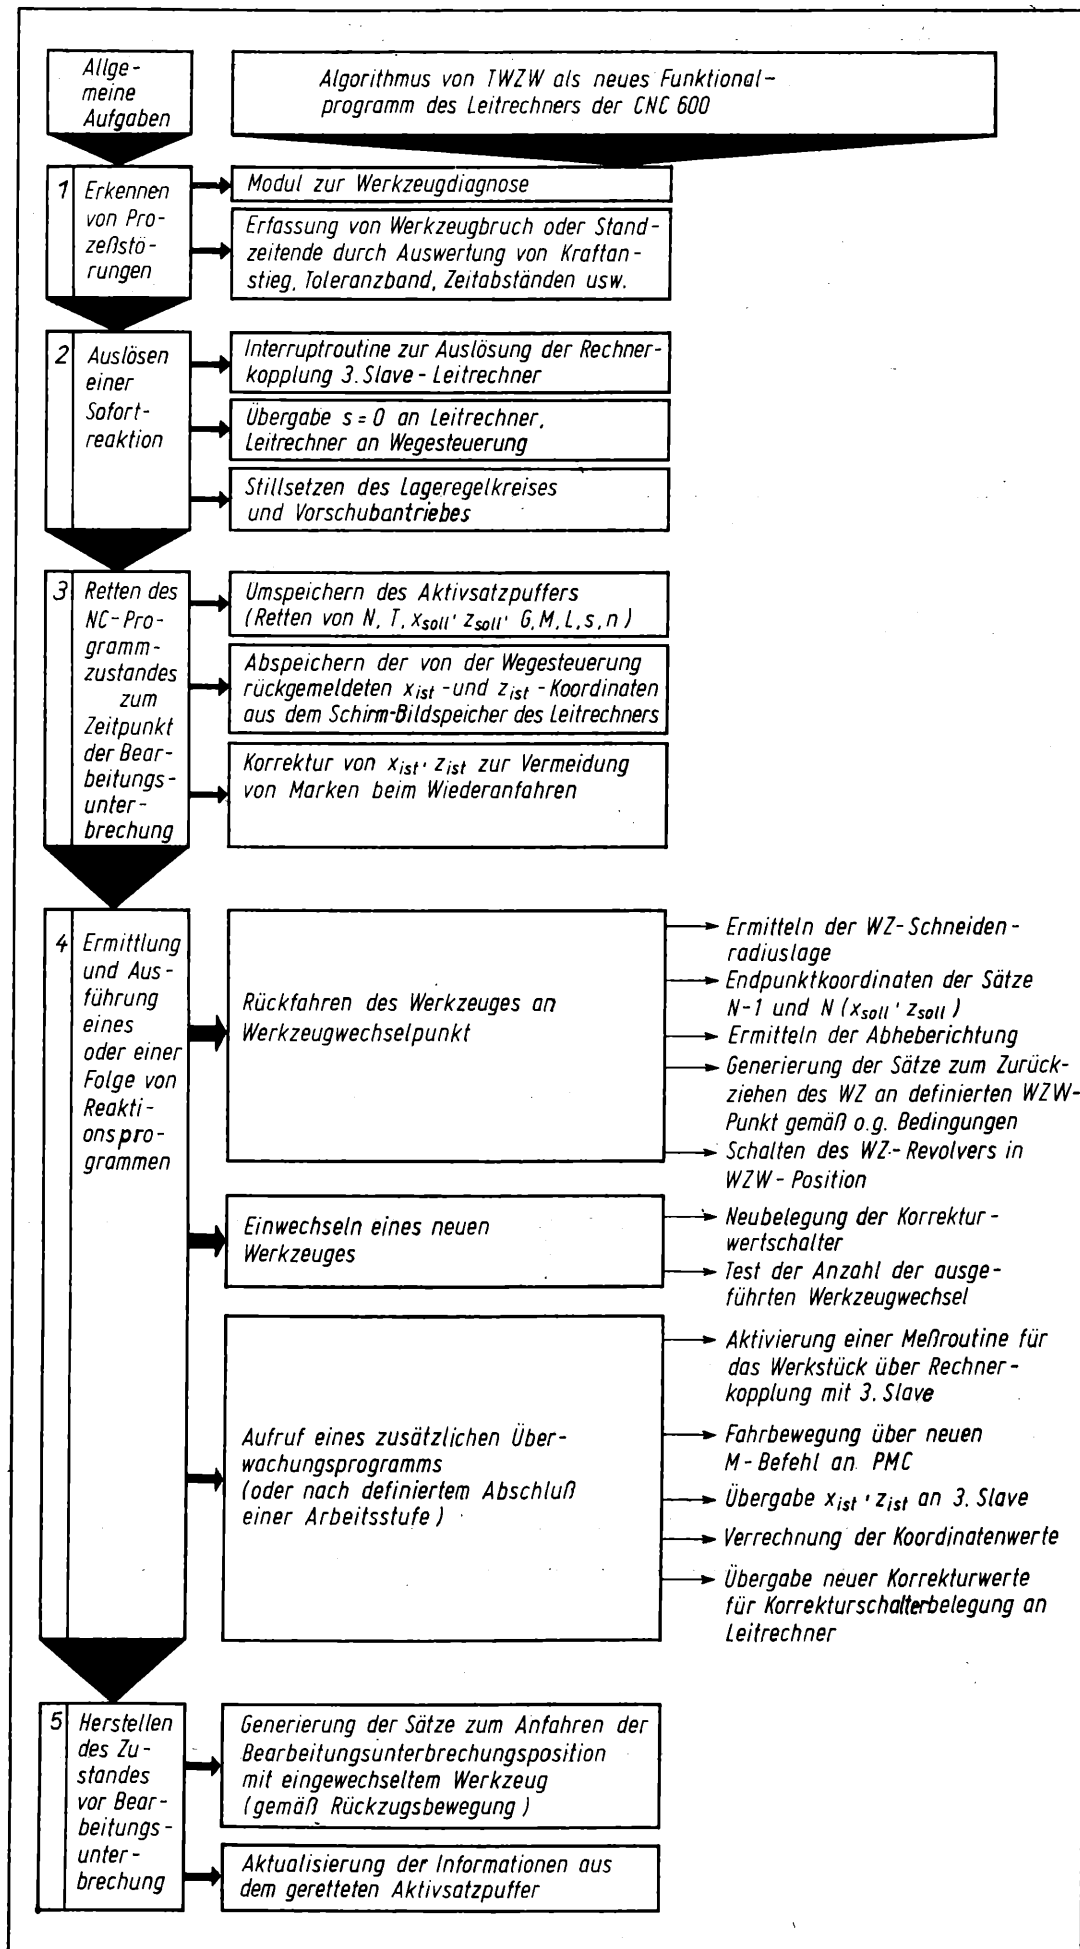 Allge-
meine
Aufgaben
Algorithmus von TWZW als neues Funktional-
programm des Leitrechners der CNC 600
1
Erkennen
von Pro-
zeßstö-
rungen
Modul zur Werkzeugdiagnose
Erfassung von Werkzeugbruch oder Stand-
zeitende durch Auswertung von Kraftan-
stieg, Toleranzband, Zeitabständen usw.
2
Auslösen
einer
Sofort-
reaktion
Interruptroutine zur Auslösung der Rechner-
kopplung 3. Slave - Leitrechner
Übergabe s = 0 an Leitrechner,
Leitrechner an Wegesteuerung
Stillsetzen des Lageregelkreises
und Vorschubantriebes
3
Retten des
NC-Pro-
gramm-
zustandes
zum
Zeitpunkt
der Bear-
beitungs-
unter-
brechung
Umspeichern des Aktivsatzpuffers
(Retten von N, T, xsoll, zsoll, G, M, L, s, n)
Abspeichern der von der Wegesteuerung
rückgemeldeten xist - und zist - Koordinaten
aus dem Schirm-Bildspeicher des Leitrechners
Korrektur von xist, zist zur Vermeidung
von Marken beim Wiederanfahren
4
Ermittlung
und Aus-
führung
eines
oder einer
Folge von
Reakti-
onspro-
grammen
Rückfahren des Werkzeuges an
Werkzeugwechselpunkt
Ermitteln der WZ-Schneiden-
radiuslage
Endpunktkoordinaten der Sätze
N-1 und N (xsoll, zsoll)
Ermitteln der Abheberichtung
Generierung der Sätze zum Zurück-
ziehen des WZ an definierten WZW-
Punkt gemäß o.g. Bedingungen
Schalten des WZ-Revolvers in
WZW-Position
Einwechseln eines neuen
Werkzeuges
Neubelegung der Korrektur-
wertschalter
Test der Anzahl der ausge-
führten Werkzeugwechsel
Aufruf eines zusätzlichen Über-
wachungsprogramms
(oder nach definiertem Abschluß
einer Arbeitsstufe)
Aktivierung einer Meßroutine für
das Werkstück über Rechner-
kopplung mit 3. Slave
Fahrbewegung über neuen
M-Befehl an PMC
Übergabe xist, zist an 3. Slave
Verrechnung der Koordinatenwerte
Übergabe neuer Korrekturwerte
für Korrekturschalterbelegung an
Leitrechner
5
Herstellen
des Zu-
standes
vor Bear-
beitungs-
unter-
brechung
Generierung der Sätze zum Anfahren der
Bearbeitungsunterbrechungsposition
mit eingewechseltem Werkzeug
(gemäß Rückzugsbewegung)
Aktualisierung der Informationen aus
dem geretteten Aktivsatzpuffer